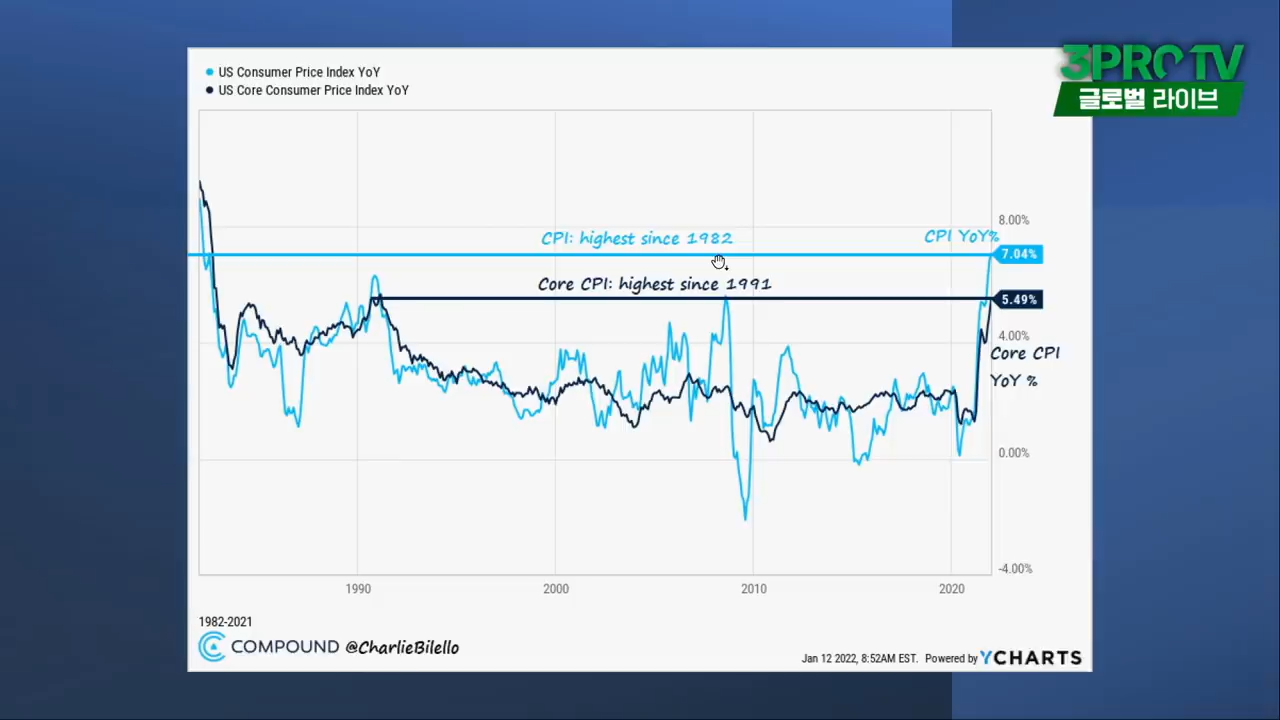 3PRO TV
글로벌 라이브
US Consumer Price Index YoY
US Core Consumer Price Index YoY
CPI: highest since 1982
CPI YoY%
7.04%
Core CPI: highest since 1991
5.49%
Core CPI
YoY %
8.00%
4.00%
0.00%
-4.00%
1990
2000
2010
2020
1982-2021
COMPOUND @CharlieBilello
Jan 12 2022, 8:52AM EST. Powered by YCHARTS